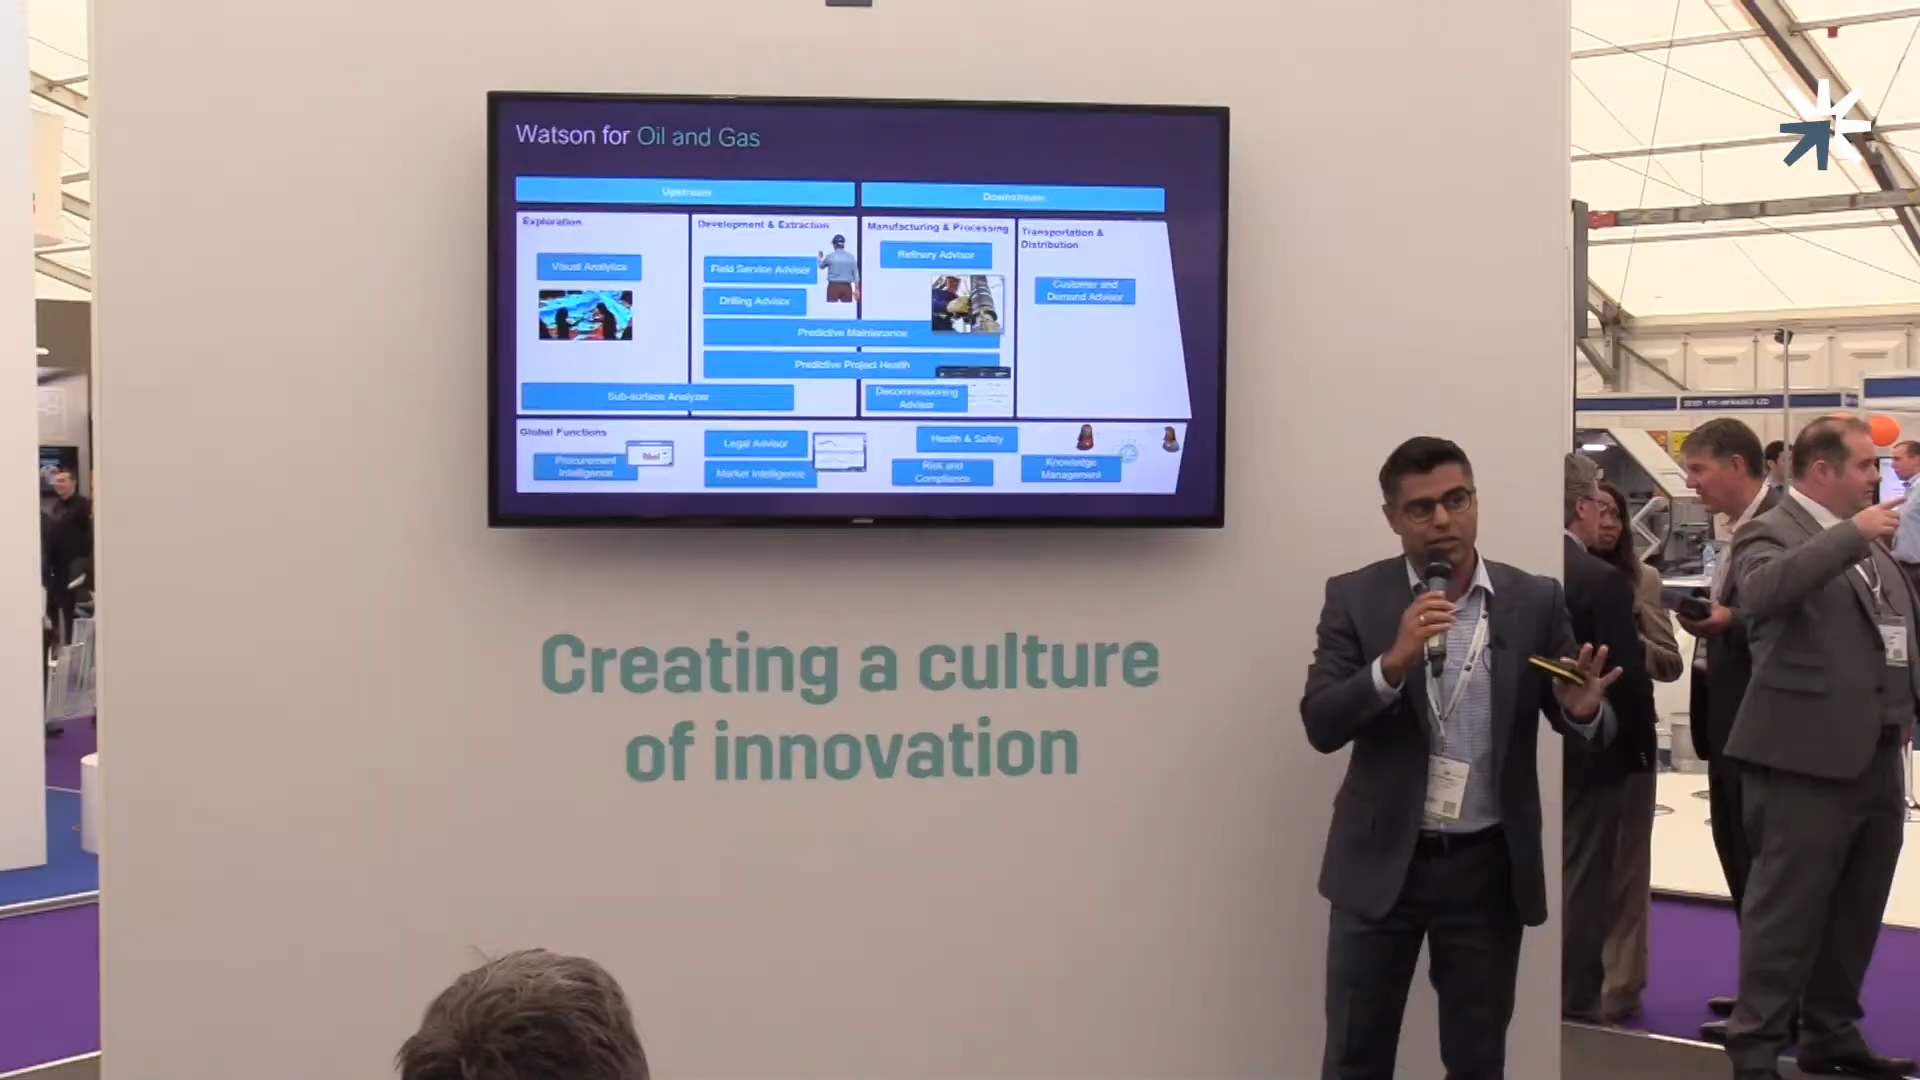 Watson for Oil and Gas
Upstream
Downstream
Exploration
Development & Extraction
Manufacturing & Processing
Transportation &
Distribution
Visual Analytics
Field Service Advisor
Drilling Advisor
Refinery Advisor
Customer and
Demand Advisor
Predictive Maintenance
Predictive Project Health
Sub-surface Analyzer
Decommissioning
Advisor
Global Functions
Procurement
Intelligence
Legal Advisor
Market Intelligence
Health & Safety
Risk and
Compliance
Knowledge
Management
Creating a culture
of innovation